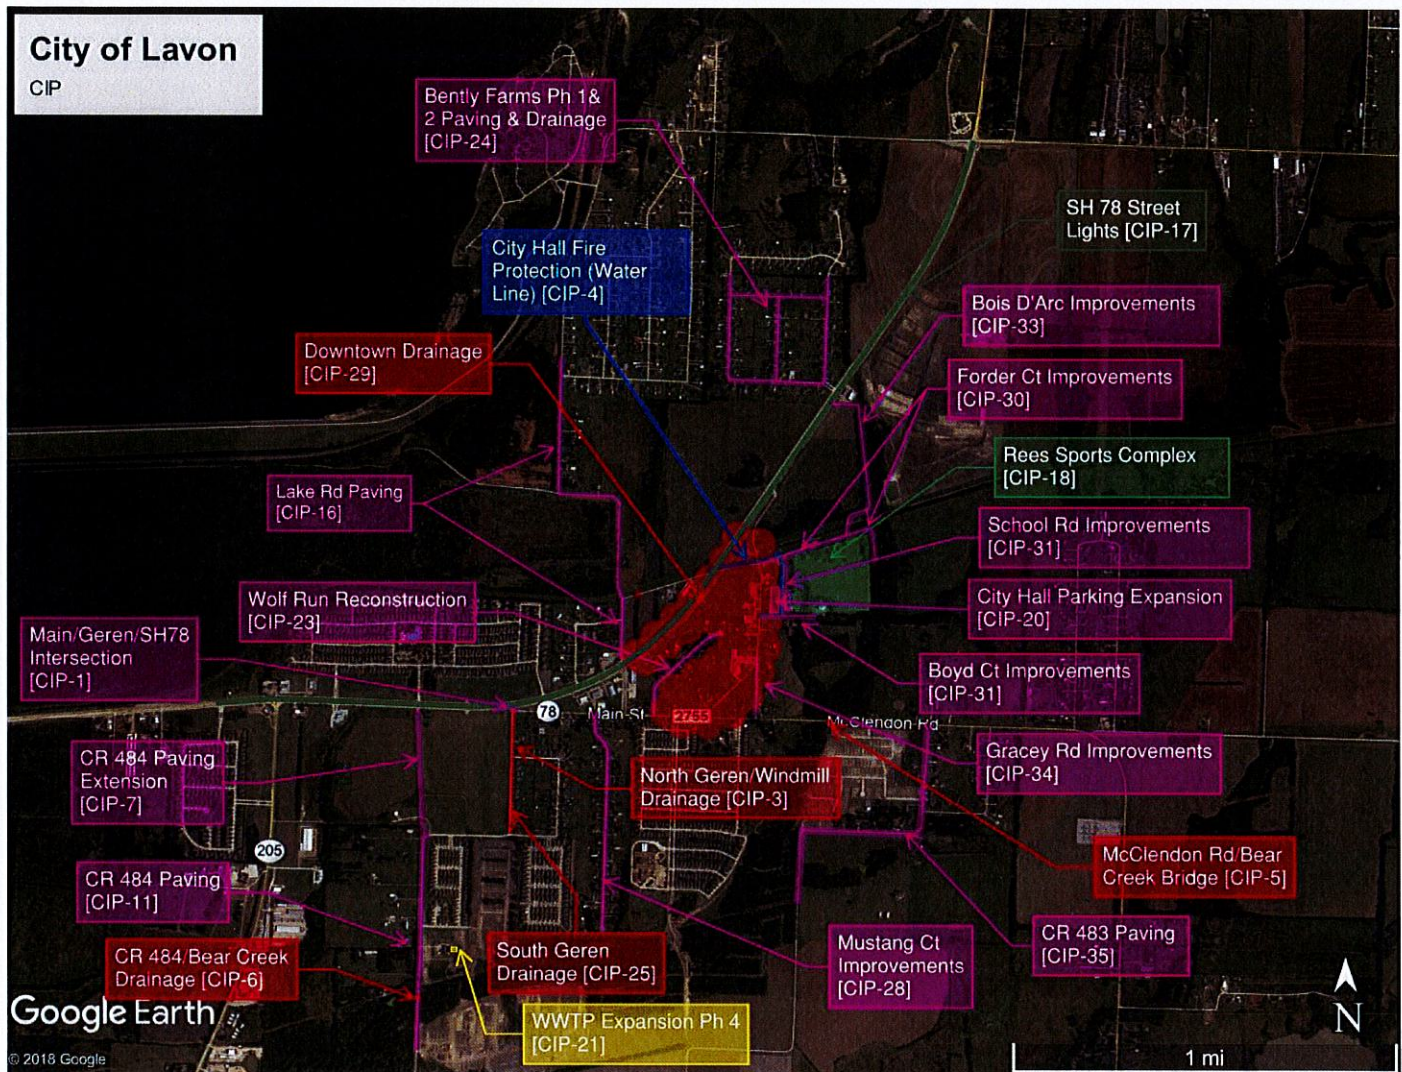 City of Lavon
CIP
Bently Farms Ph 1&
2 Paving & Drainage
[CIP-24]
SH 78 Street
Lights [CIP-17]
City Hall Fire
Protection (Water
Line) [CIP-4]
Bois D'Arc Improvements
[CIP-33]
Downtown Drainage
[CIP-29]
Forder Ct Improvements
[CIP-30]
Rees Sports Complex
[CIP-18]
Lake Rd Paving
[CIP-16]
School Rd Improvements
[CIP-31]
Wolf Run Reconstruction
[CIP-23]
City Hall Parking Expansion
[CIP-20]
Main/Geren/SH78
Intersection
[CIP-1]
Boyd Ct Improvements
[CIP-31]
78
Main St
2755
McClendon Rd
CR 484 Paving
Extension
[CIP-7]
Gracey Rd Improvements
[CIP-34]
North Geren/Windmill
Drainage [CIP-3]
205
McClendon Rd/Bear
Creek Bridge [CIP-5]
CR 484 Paving
[CIP-11]
CR 484/Bear Creek
Drainage [CIP-6]
South Geren
Drainage [CIP-25]
Mustang Ct
Improvements
[CIP-28]
CR 483 Paving
[CIP-35]
WWTP Expansion Ph 4
[CIP-21]
Google Earth
© 2018 Google
N
1 mi